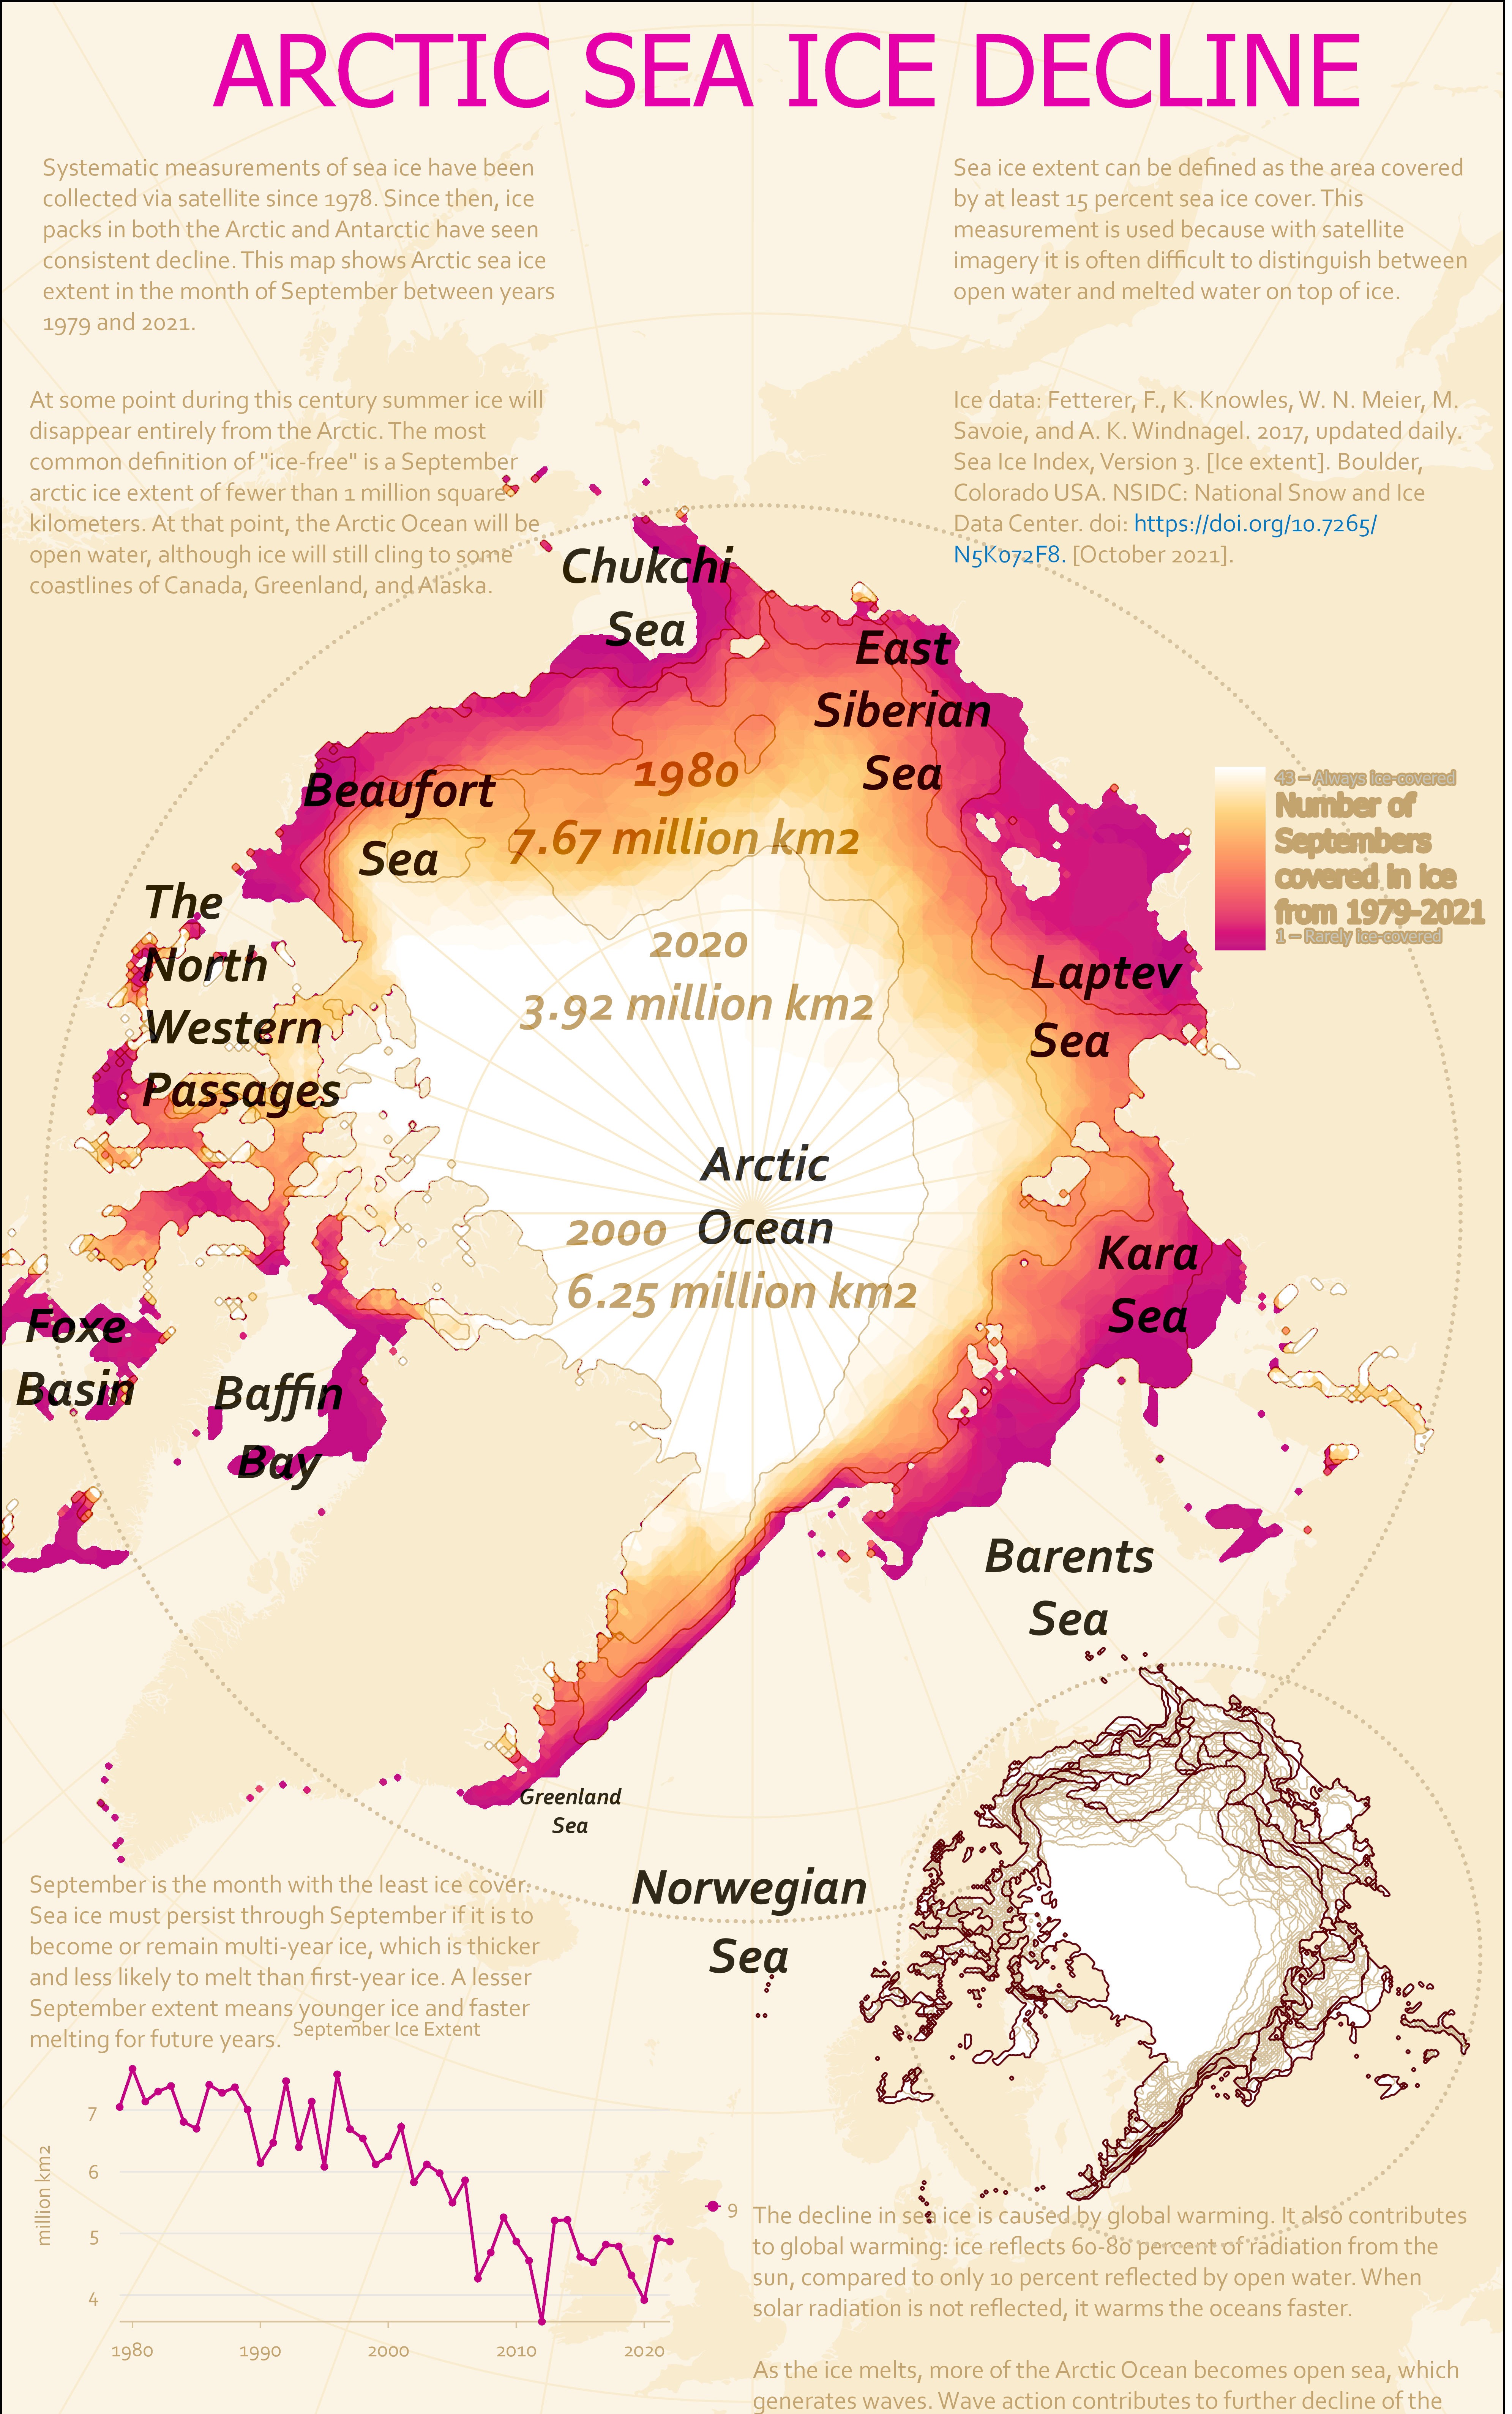 ARCTIC SEA ICE DECLINE
Systematic measurements of sea ice have been
collected via satellite since 1978. Since then, ice
packs in both the Arctic and Antarctic have seen
consistent decline. This map shows Arctic sea ice
extent in the month of September between years
1979 and 2021.
Sea ice extent can be defined as the area covered
by at least 15 percent sea ice cover. This
measurement is used because with satellite
imagery it is often difficult to distinguish between
open water and melted water on top of ice.
At some point during this century summer ice will
disappear entirely from the Arctic. The most
common definition of "ice-free" is a September
arctic ice extent of fewer than 1 million square
kilometers. At that point, the Arctic Ocean will be
open water, although ice will still cling to some
coastlines of Canada, Greenland, and Alaska.
Ice data: Fetterer, F., K. Knowles, W. N. Meier, M.
Savoie, and A. K. Windnagel. 2017, updated daily.
Sea Ice Index, Version 3. [Ice extent]. Boulder,
Colorado USA. NSIDC: National Snow and Ice
Data Center. doi: https://doi.org/10.7265/
N5K072F8. [October 2021].
Chukchi
Sea
East
Siberian
Sea
1980
7.67 million km2
Beaufort
Sea
43 – Always ice-covered
Number of
Septembers
covered in ice
from 1979-2021
1 – Rarely ice-covered
The
North
Western
Passages
2020
3.92 million km2
Laptev
Sea
Arctic
Ocean
2000
6.25 million km2
Kara
Sea
Foxe
Basin
Baffin
Bay
Barents
Sea
Greenland
Sea
Norwegian
Sea
September is the month with the least ice cover.
Sea ice must persist through September if it is to
become or remain multi-year ice, which is thicker
and less likely to melt than first-year ice. A lesser
September extent means younger ice and faster
melting for future years.
September Ice Extent
million km2
7
6
5
4
1980 1990 2000 2010 2020
9
The decline in sea ice is caused by global warming. It also contributes
to global warming: ice reflects 60-80 percent of radiation from the
sun, compared to only 10 percent reflected by open water. When
solar radiation is not reflected, it warms the oceans faster.
As the ice melts, more of the Arctic Ocean becomes open sea, which
generates waves. Wave action contributes to further decline of the